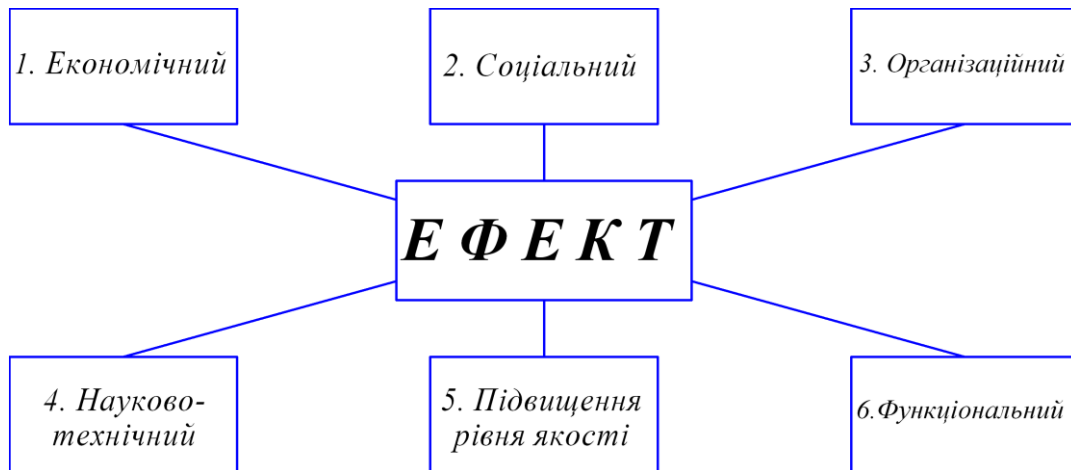 1. Економічний
2. Соціальний
3. Організаційний
Е Ф Е К Т
4. Науково-
технічний
5. Підвищення
рівня якості
6.Функціональний